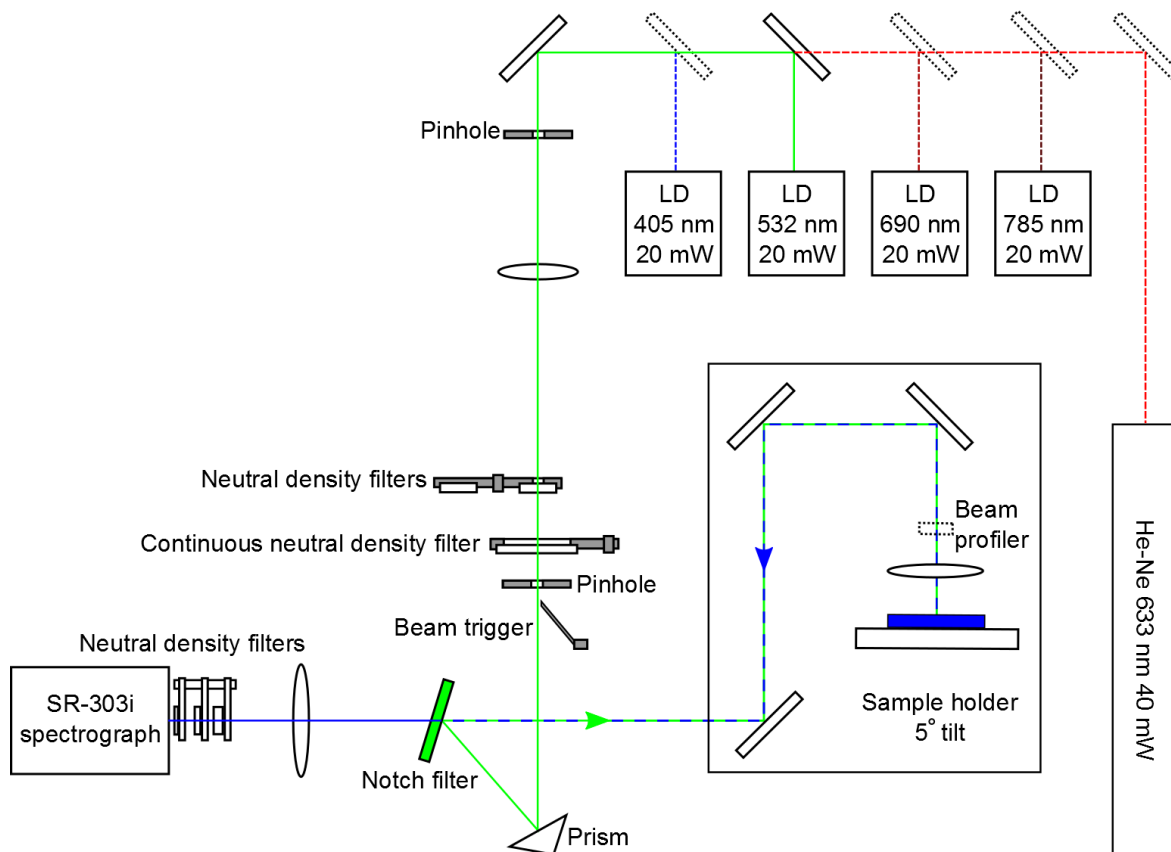 Pinhole
LD
405 nm
20 mW
LD
532 nm
20 mW
LD
690 nm
20 mW
LD
785 nm
20 mW
Neutral density filters
Continuous neutral density filter
Pinhole
Beam trigger
Beam
profiler
He-Ne 633 nm 40 mW
Neutral density filters
SR-303i
spectrograph
Notch filter
Sample holder
5° tilt
Prism